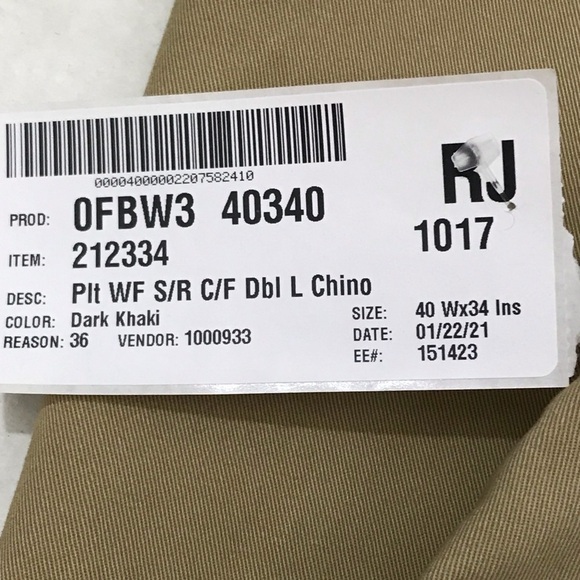 00004000002207582410
RJ
PROD: 0FBW3 40340
1017
ITEM: 212334
DESC: Plt WF S/R C/F Dbl L Chino
COLOR: Dark Khaki
SIZE: 40 Wx34 Ins
REASON: 36 VENDOR: 1000933
DATE: 01/22/21
EE#: 151423